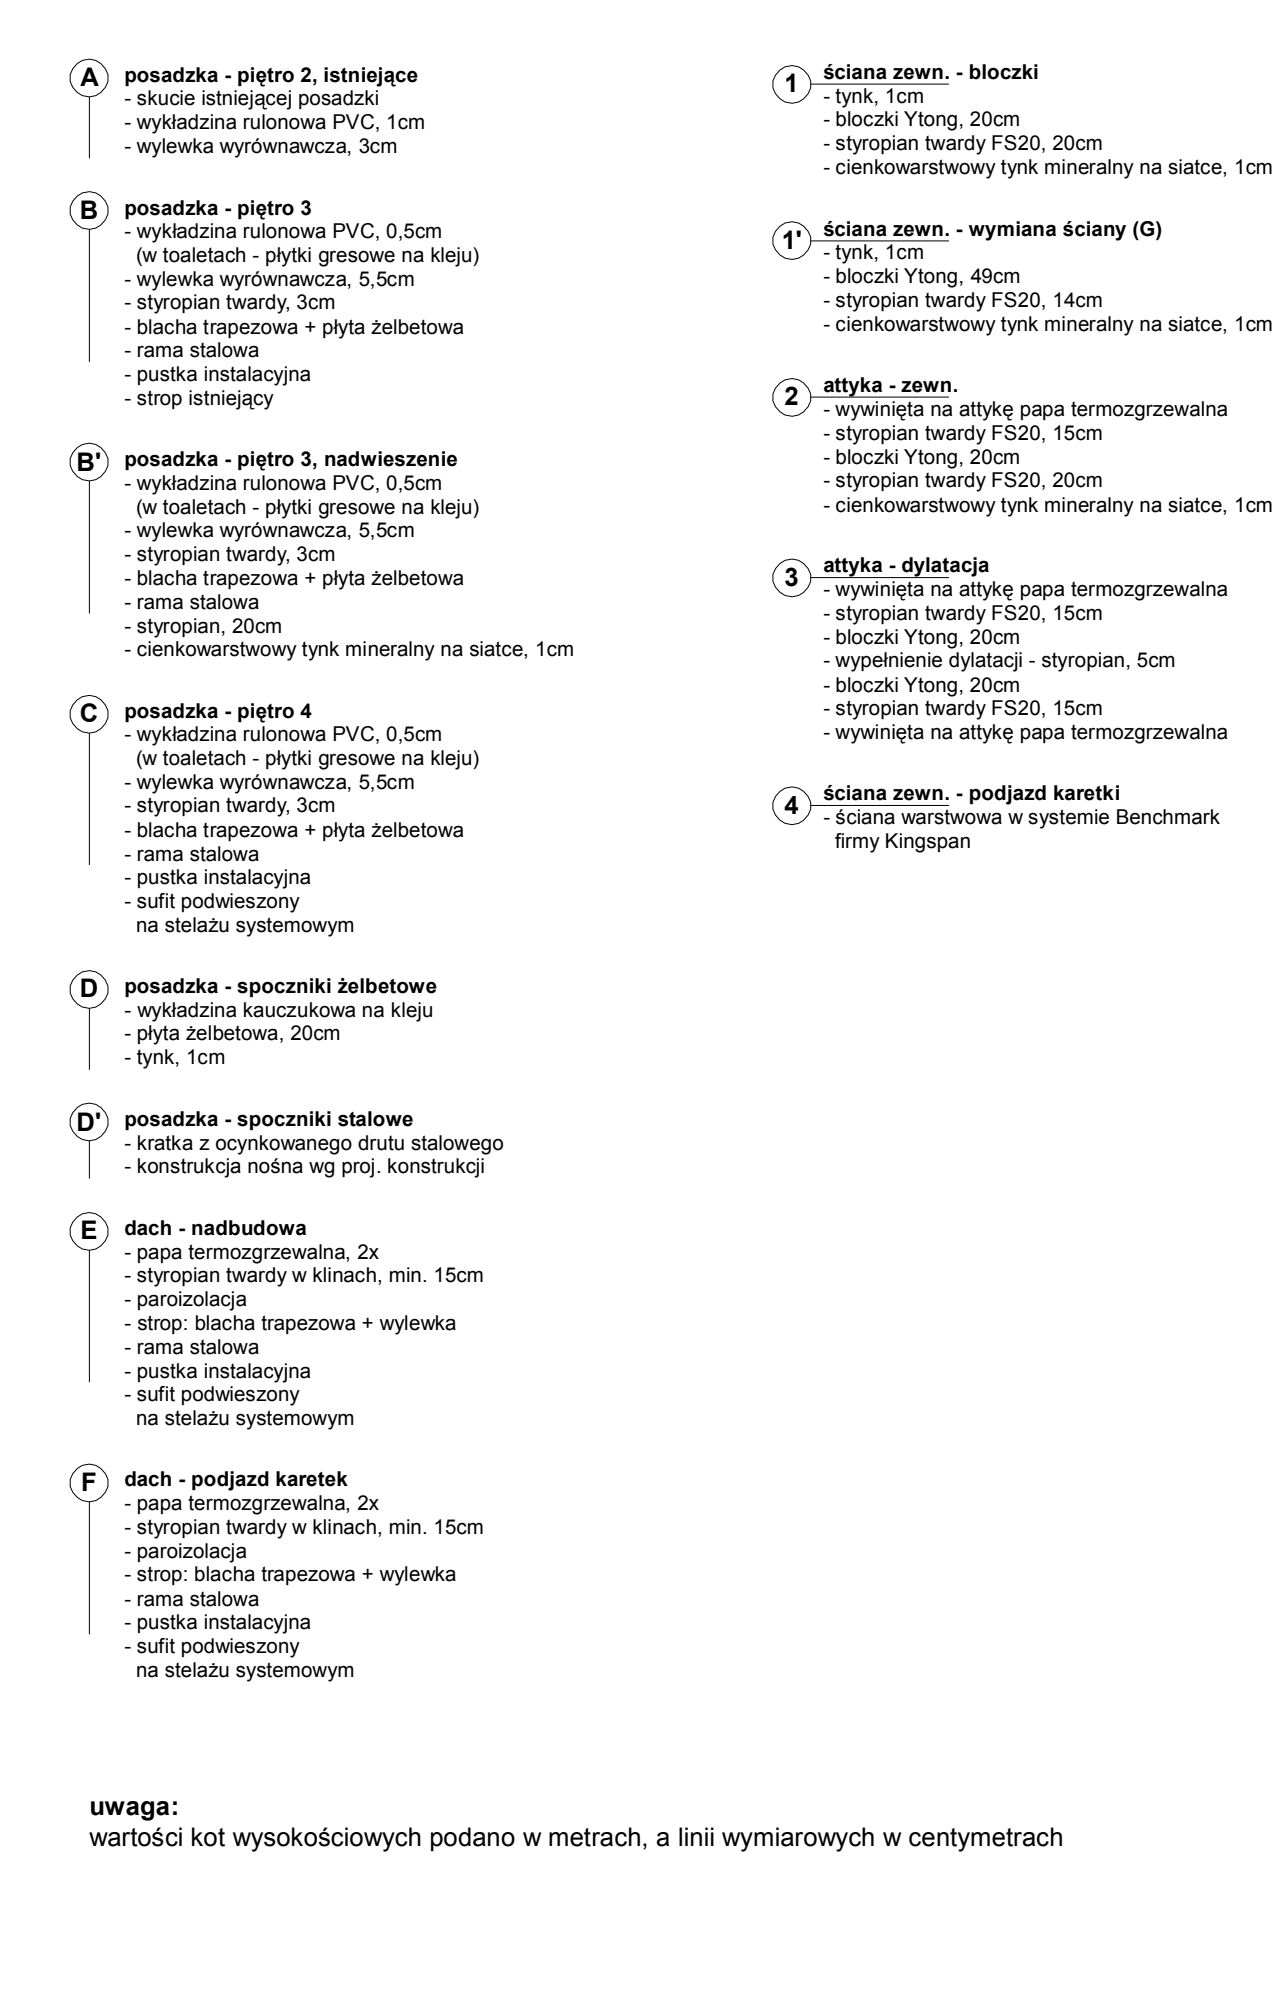 A
posadzka - piętro 2, istniejące
- skucie istniejącej posadzki
- wykładzina rulonowa PVC, 1cm
- wylewka wyrównawcza, 3cm
B
posadzka - piętro 3
- wykładzina rulonowa PVC, 0,5cm
(w toaletach - płytki gresowe na kleju)
- wylewka wyrównawcza, 5,5cm
- styropian twardy, 3cm
- blacha trapezowa + płyta żelbetowa
- rama stalowa
- pustka instalacyjna
- strop istniejący
B'
posadzka - piętro 3, nadwieszenie
- wykładzina rulonowa PVC, 0,5cm
(w toaletach - płytki gresowe na kleju)
- wylewka wyrównawcza, 5,5cm
- styropian twardy, 3cm
- blacha trapezowa + płyta żelbetowa
- rama stalowa
- styropian, 20cm
- cienkowarstwowy tynk mineralny na siatce, 1cm
C
posadzka - piętro 4
- wykładzina rulonowa PVC, 0,5cm
(w toaletach - płytki gresowe na kleju)
- wylewka wyrównawcza, 5,5cm
- styropian twardy, 3cm
- blacha trapezowa + płyta żelbetowa
- rama stalowa
- pustka instalacyjna
- sufit podwieszony
na stelażu systemowym
D
posadzka - spoczniki żelbetowe
- wykładzina kauczukowa na kleju
- płyta żelbetowa, 20cm
- tynk, 1cm
D'
posadzka - spoczniki stalowe
- kratka z ocynkowanego drutu stalowego
- konstrukcja nośna wg proj. konstrukcji
E
dach - nadbudowa
- papa termozgrzewalna, 2x
- styropian twardy w klinach, min. 15cm
- paroizolacja
- strop: blacha trapezowa + wylewka
- rama stalowa
- pustka instalacyjna
- sufit podwieszony
na stelażu systemowym
F
dach - podjazd karetek
- papa termozgrzewalna, 2x
- styropian twardy w klinach, min. 15cm
- paroizolacja
- strop: blacha trapezowa + wylewka
- rama stalowa
- pustka instalacyjna
- sufit podwieszony
na stelażu systemowym
1
ściana zewn. - bloczki
- tynk, 1cm
- bloczki Ytong, 20cm
- styropian twardy FS20, 20cm
- cienkowarstwowy tynk mineralny na siatce, 1cm
1'
ściana zewn. - wymiana ściany (G)
- tynk, 1cm
- bloczki Ytong, 49cm
- styropian twardy FS20, 14cm
- cienkowarstwowy tynk mineralny na siatce, 1cm
2
attyka - zewn.
- wywinięta na attykę papa termozgrzewalna
- styropian twardy FS20, 15cm
- bloczki Ytong, 20cm
- styropian twardy FS20, 20cm
- cienkowarstwowy tynk mineralny na siatce, 1cm
3
attyka - dylatacja
- wywinięta na attykę papa termozgrzewalna
- styropian twardy FS20, 15cm
- bloczki Ytong, 20cm
- wypełnienie dylatacji - styropian, 5cm
- bloczki Ytong, 20cm
- styropian twardy FS20, 15cm
- wywinięta na attykę papa termozgrzewalna
4
ściana zewn. - podjazd karetki
- ściana warstwowa w systemie Benchmark
firmy Kingspan
uwaga:
wartości kot wysokościowych podano w metrach, a linii wymiarowych w centymetrach